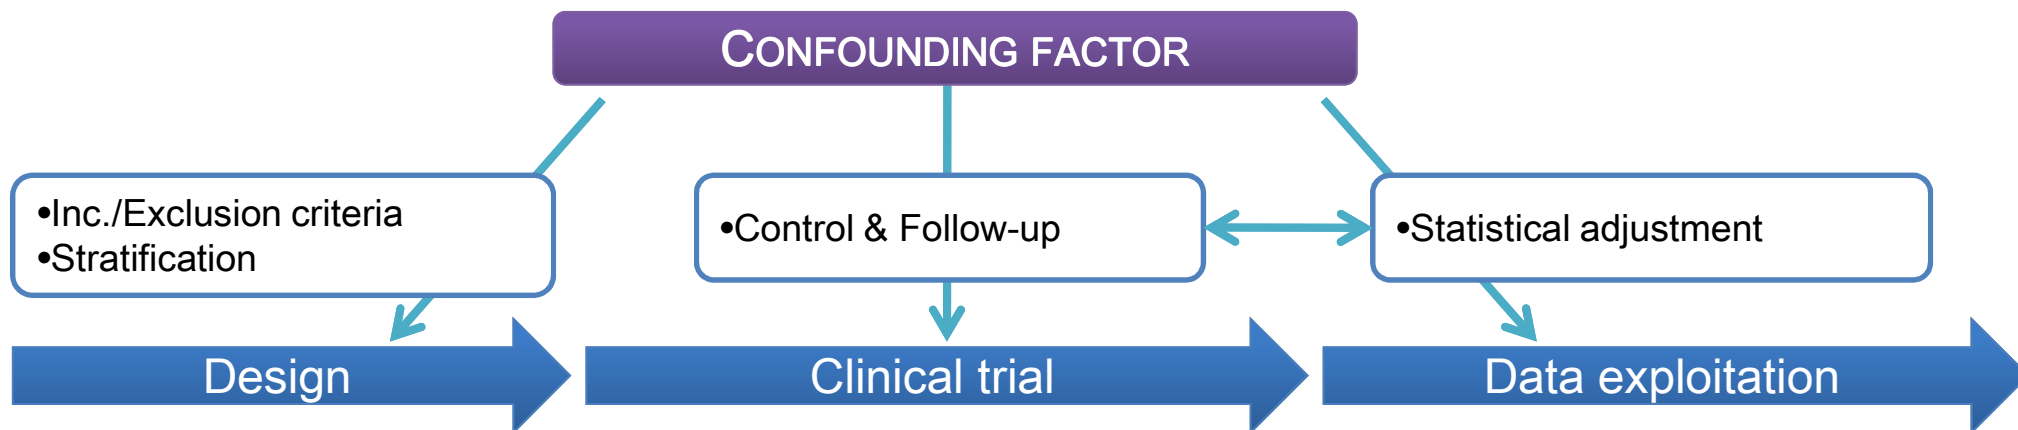 CONFOUNDING FACTOR
•Inc./Exclusion criteria
•Stratification
•Control & Follow-up
•Statistical adjustment
Design
Clinical trial
Data exploitation